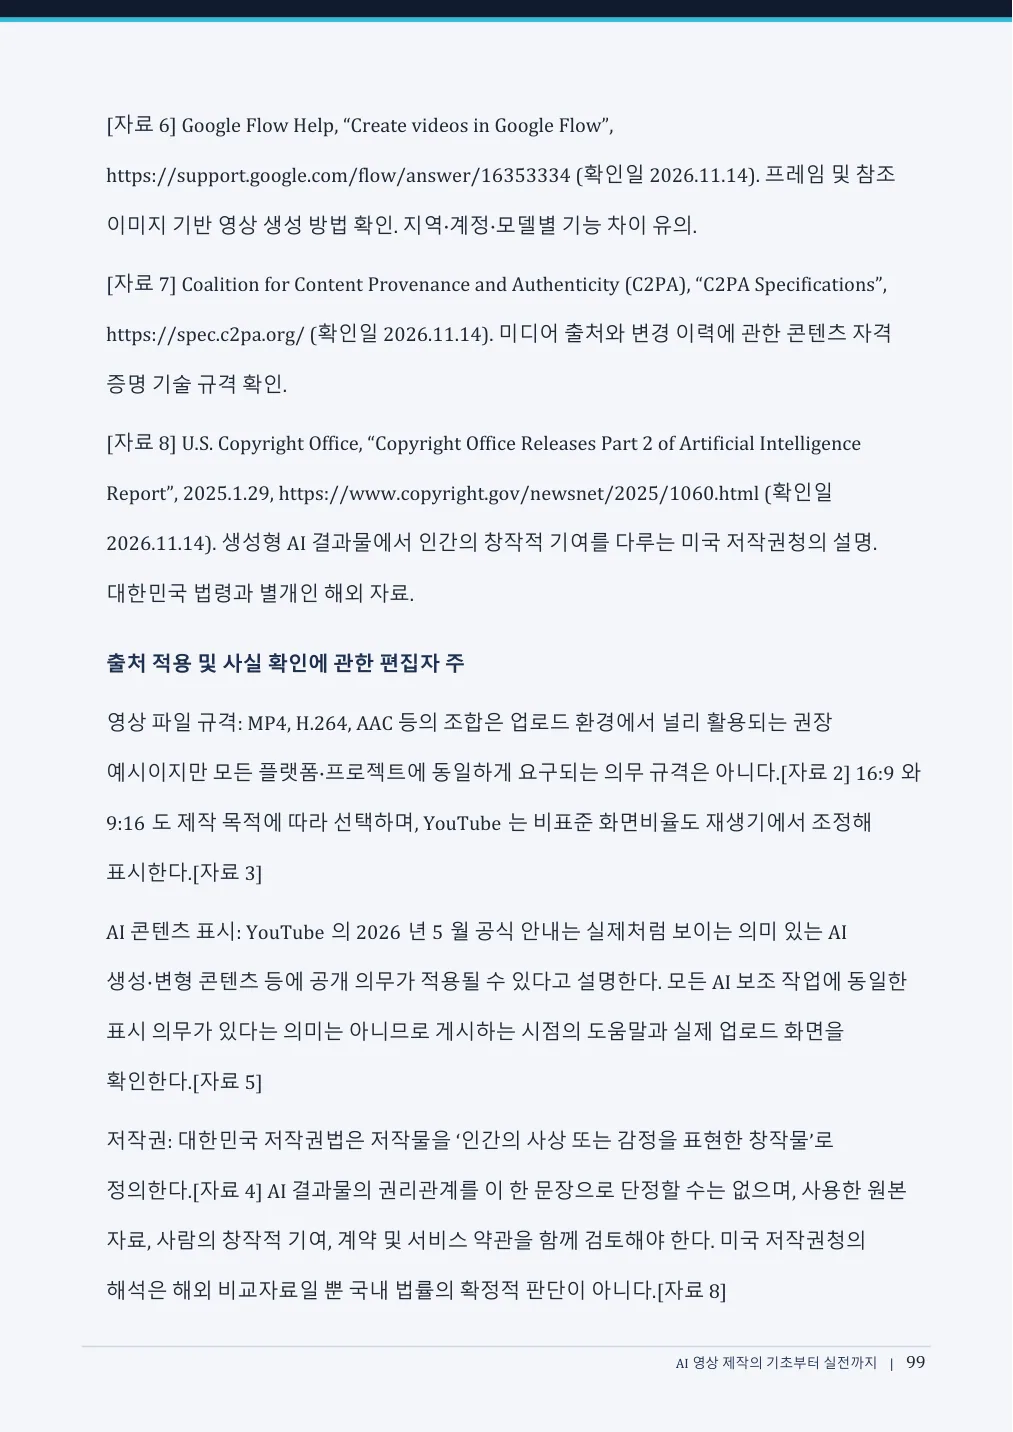 [자료 6] Google Flow Help, “Create videos in Google Flow”,
https://support.google.com/flow/answer/16353334 (확인일 2026.11.14). 프레임 및 참조
이미지 기반 영상 생성 방법 확인. 지역·계정·모델별 기능 차이 유의.
[자료 7] Coalition for Content Provenance and Authenticity (C2PA), “C2PA Specifications”,
https://spec.c2pa.org/ (확인일 2026.11.14). 미디어 출처와 변경 이력에 관한 콘텐츠 자격
증명 기술 규격 확인.
[자료 8] U.S. Copyright Office, “Copyright Office Releases Part 2 of Artificial Intelligence
Report”, 2025.1.29, https://www.copyright.gov/newsnet/2025/1060.html (확인일
2026.11.14). 생성형 AI 결과물에서 인간의 창작적 기여를 다루는 미국 저작권청의 설명.
대한민국 법령과 별개인 해외 자료.
출처 적용 및 사실 확인에 관한 편집자 주
영상 파일 규격: MP4, H.264, AAC 등의 조합은 업로드 환경에서 널리 활용되는 권장
예시이지만 모든 플랫폼·프로젝트에 동일하게 요구되는 의무 규격은 아니다.[자료 2] 16:9 와
9:16 도 제작 목적에 따라 선택하며, YouTube 는 비표준 화면비율도 재생기에서 조정해
표시한다.[자료 3]
AI 콘텐츠 표시: YouTube 의 2026 년 5 월 공식 안내는 실제처럼 보이는 의미 있는 AI
생성·변형 콘텐츠 등에 공개 의무가 적용될 수 있다고 설명한다. 모든 AI 보조 작업에 동일한
표시 의무가 있다는 의미는 아니므로 게시하는 시점의 도움말과 실제 업로드 화면을
확인한다.[자료 5]
저작권: 대한민국 저작권법은 저작물을 ‘인간의 사상 또는 감정을 표현한 창작물’로
정의한다.[자료 4] AI 결과물의 권리관계를 이 한 문장으로 단정할 수는 없으며, 사용한 원본
자료, 사람의 창작적 기여, 계약 및 서비스 약관을 함께 검토해야 한다. 미국 저작권청의
해석은 해외 비교자료일 뿐 국내 법률의 확정적 판단이 아니다.[자료 8]
AI 영상 제작의 기초부터 실전까지 | 99